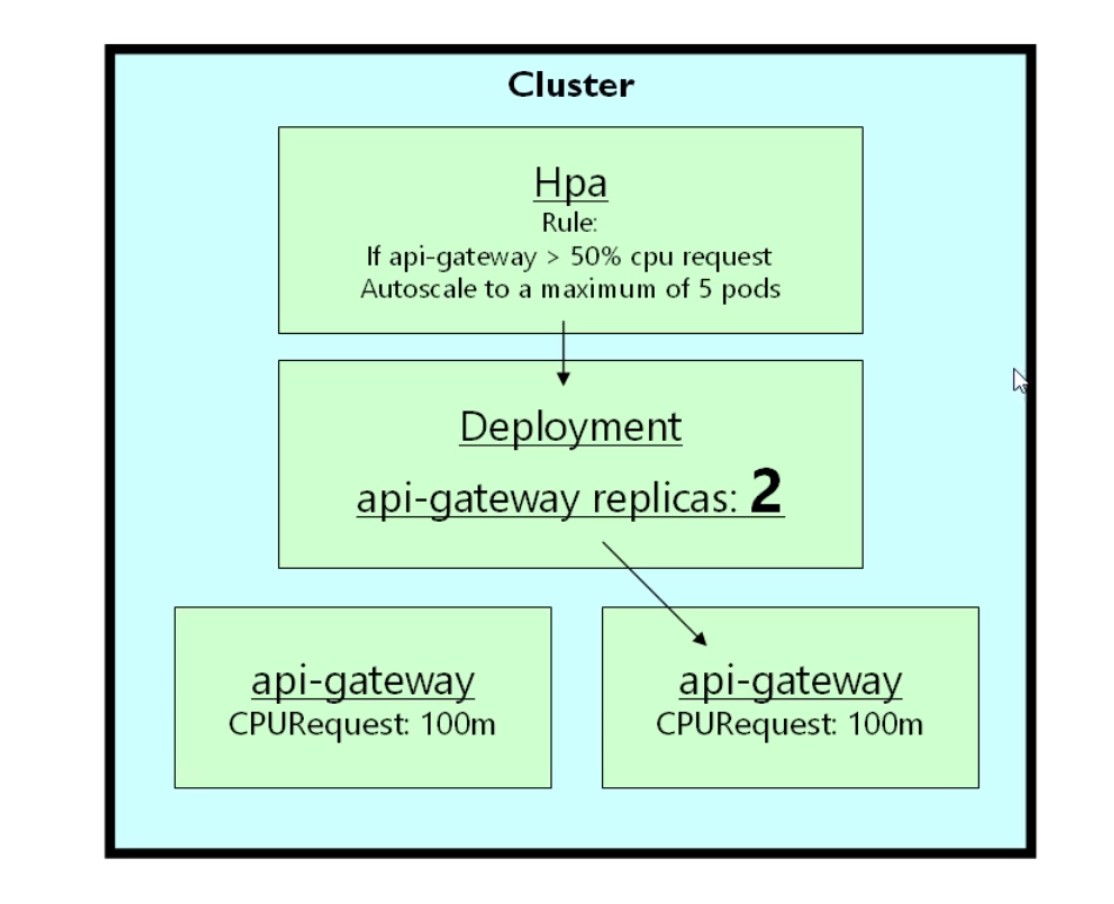 Cluster
Hpa
Rule:
If api-gateway > 50% cpu request
Autoscale to a maximum of 5 pods
Deployment
api-gateway replicas: 2
api-gateway
CPURequest: 100m
api-gateway
CPURequest: 100m